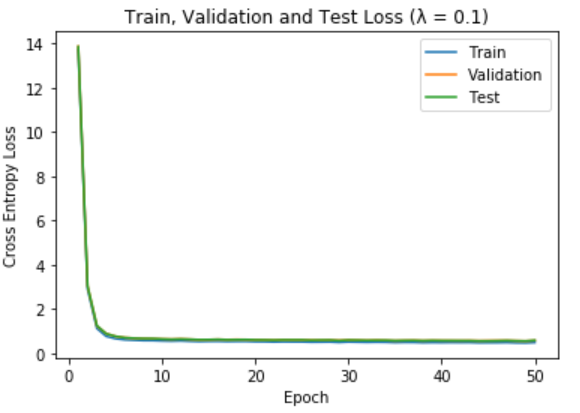 Train, Validation and Test Loss (λ = 0.1)
Train
Validation
Test
Cross Entropy Loss
14
12
10
8
6
4
2
0
0 10 20 30 40 50
Epoch